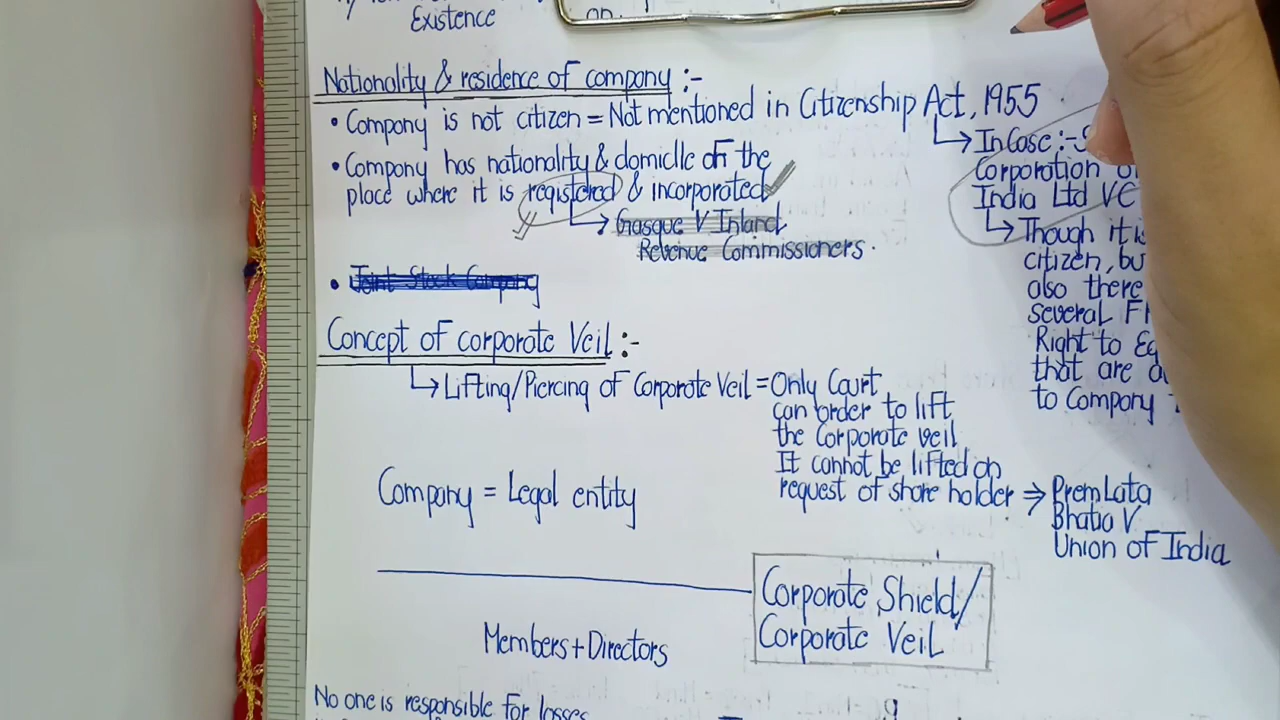 Existence
on
Nationality & residence of company :-
• Company is not citizen = Not mentioned in Citizenship Act, 1955
• Company has nationality & domicile of the
place where it is registered & incorporated
Gasque V Inland
Revenue Commissioners.
In Case :-
Corporation
India Ltd V
Though it is
citizen, but
also there
several
Right to
that are
to Company
• Joint Stock Company
Concept of corporate Veil :-
Lifting/Piercing of Corporate Veil = Only Court
can order to lift
the Corporate veil
It cannot be lifted on
request of share holder ⇒ Prem Lata
Bhatia V
Union of India
Company = Legal entity
Corporate Shield/
Corporate Veil
Members + Directors
No one is responsible for losses